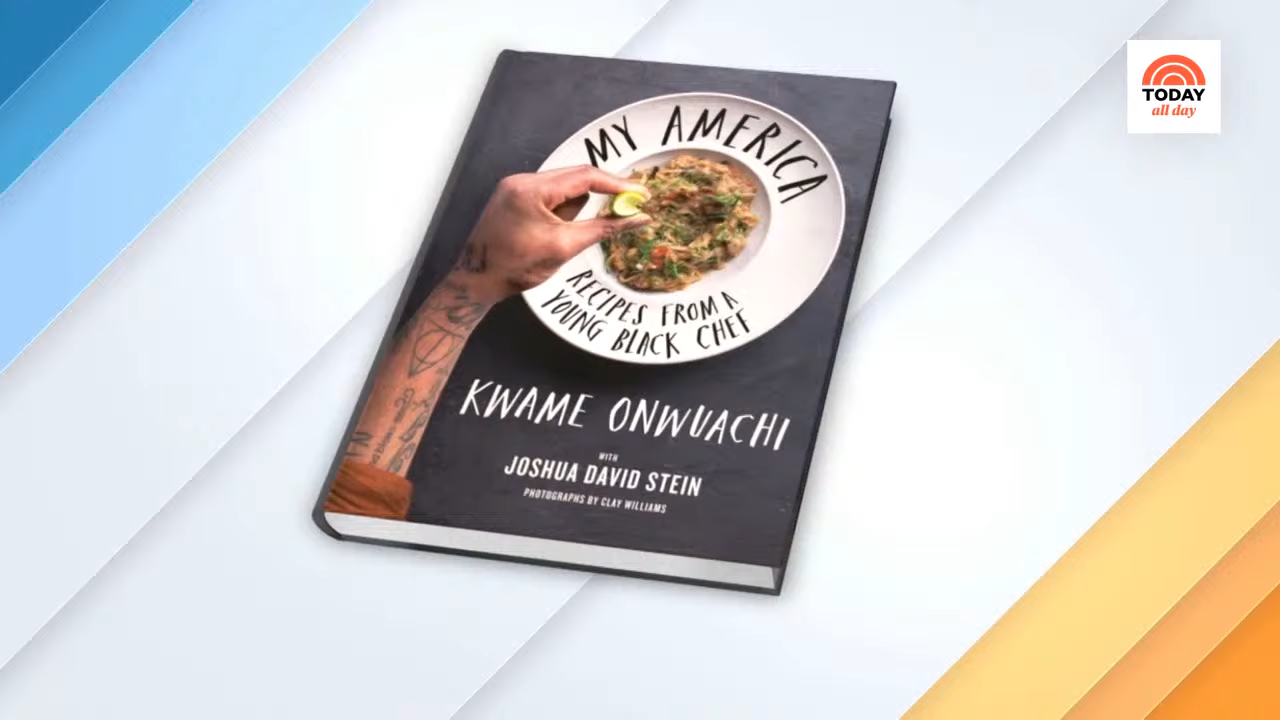 TODAY
all day
MY AMERICA
RECIPES FROM A
YOUNG BLACK CHEF
KWAME ONWUACHI
WITH
JOSHUA DAVID STEIN
PHOTOGRAPHS BY CLAY WILLIAMS